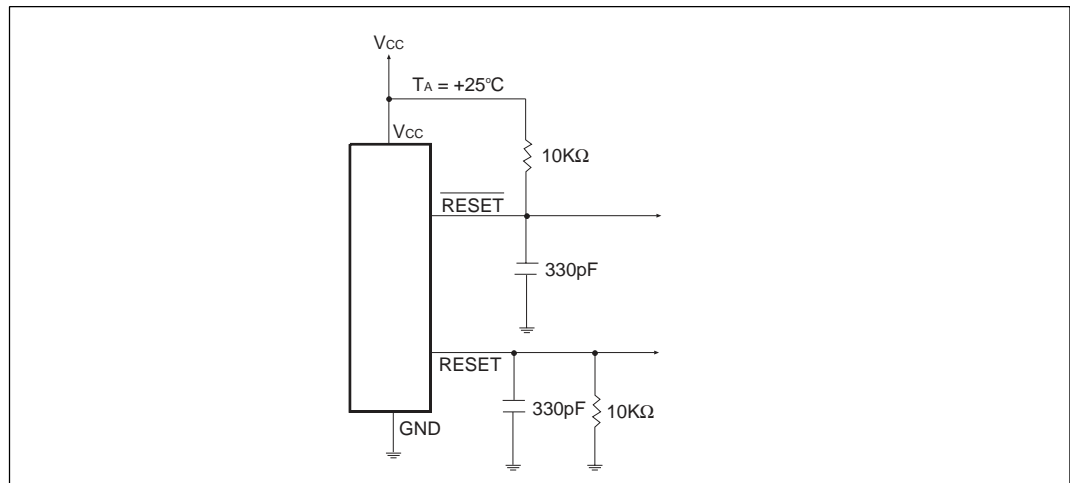 Vcc
TA = +25°C
Vcc
10KΩ
RESET
330pF
RESET
330pF
10KΩ
GND